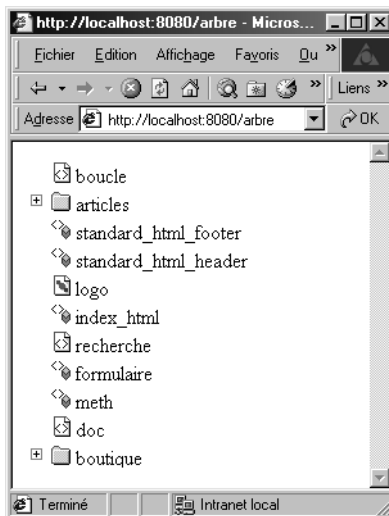 http://localhost:8080/arbre - Micros...
Fichier Edition Affichage Favoris Ou »
» Liens »
Adresse http://localhost:8080/arbre OK
boucle
articles
standard_html_footer
standard_html_header
logo
index_html
recherche
formulaire
meth
doc
boutique
Terminé Intranet local